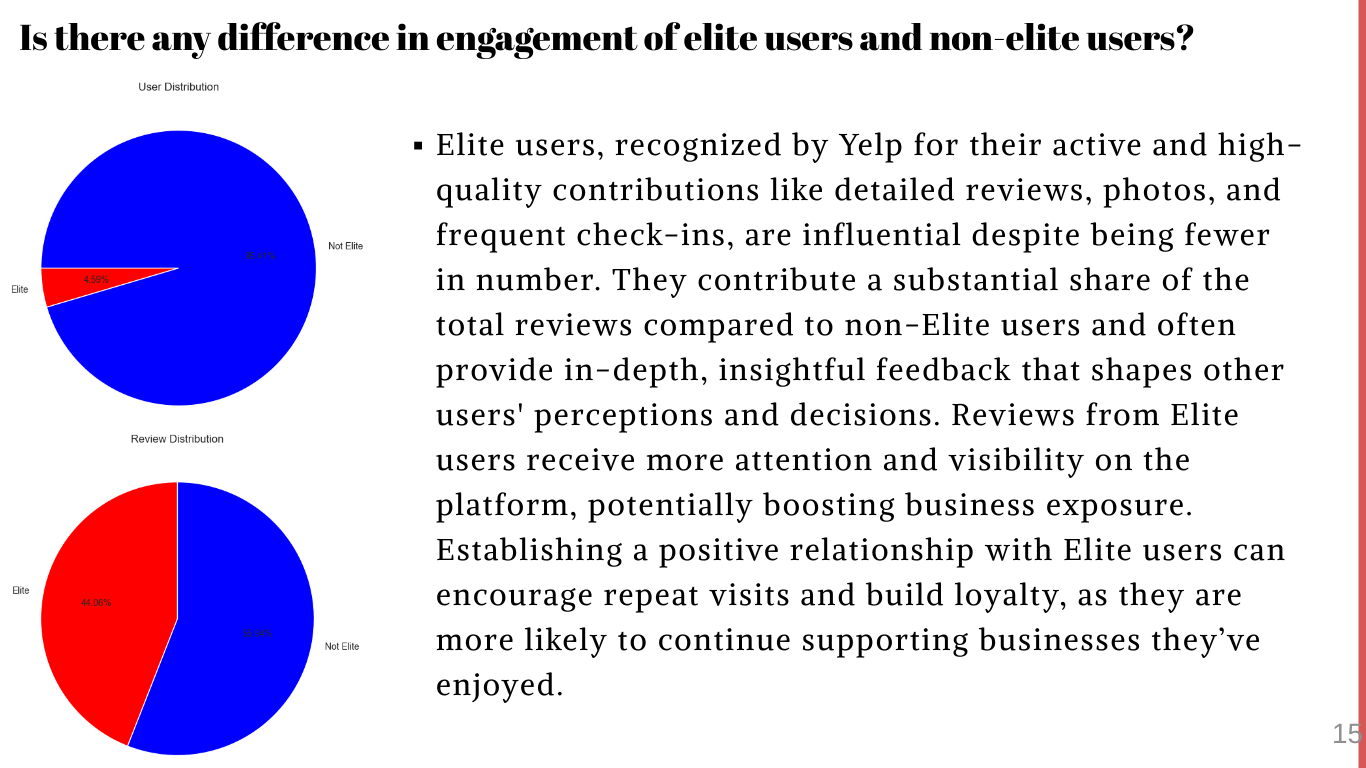 Is there any difference in engagement of elite users and non-elite users?
User Distribution
Not Elite
4.59%
Elite
Review Distribution
Elite
44.06%
Not Elite
▪ Elite users, recognized by Yelp for their active and high-
quality contributions like detailed reviews, photos, and
frequent check-ins, are influential despite being fewer
in number. They contribute a substantial share of the
total reviews compared to non-Elite users and often
provide in-depth, insightful feedback that shapes other
users' perceptions and decisions. Reviews from Elite
users receive more attention and visibility on the
platform, potentially boosting business exposure.
Establishing a positive relationship with Elite users can
encourage repeat visits and build loyalty, as they are
more likely to continue supporting businesses they’ve
enjoyed.
15